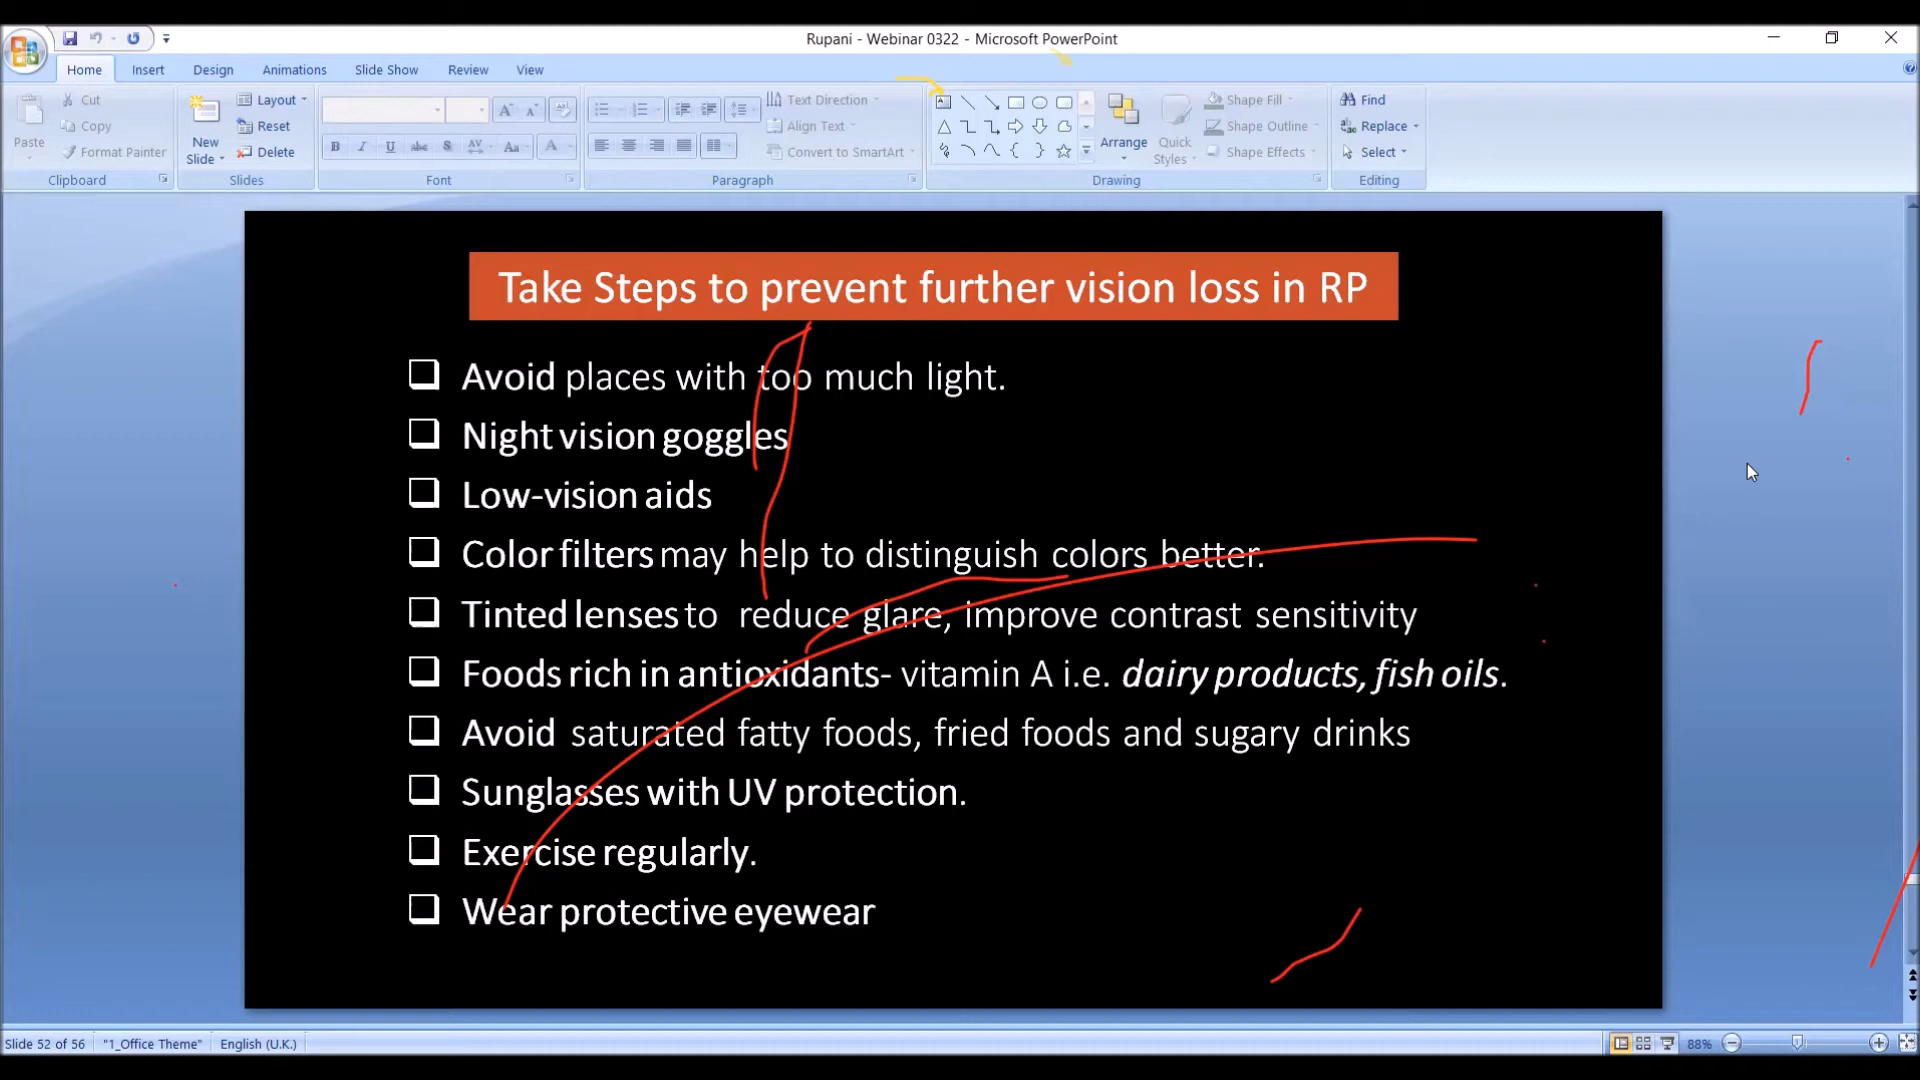 Rupani - Webinar 0322 - Microsoft PowerPoint
Home Insert Design Animations Slide Show Review View
Paste
Cut
Copy
Format Painter
Clipboard
New Slide
Layout
Reset
Delete
Slides
Font
Text Direction
Align Text
Convert to SmartArt
Paragraph
Arrange
Quick Styles
Shape Fill
Shape Outline
Shape Effects
Drawing
Find
Replace
Select
Editing
Take Steps to prevent further vision loss in RP
Avoid places with too much light.
Night vision goggles
Low-vision aids
Color filters may help to distinguish colors better.
Tinted lenses to reduce glare, improve contrast sensitivity
Foods rich in antioxidants- vitamin A i.e. dairy products, fish oils.
Avoid saturated fatty foods, fried foods and sugary drinks
Sunglasses with UV protection.
Exercise regularly.
Wear protective eyewear
Slide 52 of 56 "1_Office Theme" English (U.K.) 88%